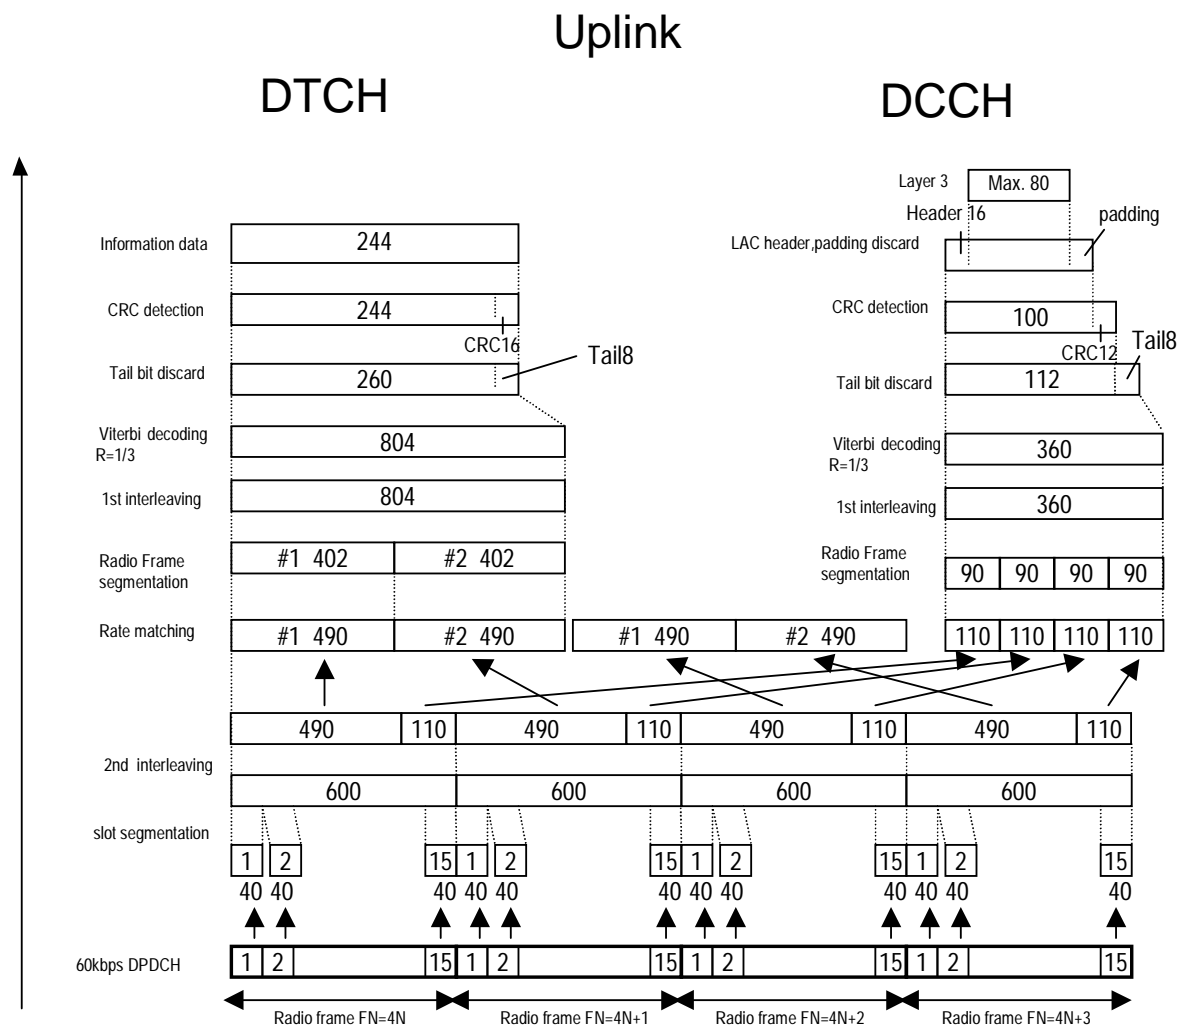 Uplink
DTCH
DCCH
Layer 3
Max. 80
Header 16
padding
Information data
244
LAC header,padding discard
CRC detection
244
CRC16
CRC detection
100
CRC12
Tail8
Tail8
Tail bit discard
260
Tail bit discard
112
Viterbi decoding
R=1/3
804
Viterbi decoding
R=1/3
360
1st interleaving
804
1st interleaving
360
Radio Frame
segmentation
#1 402
#2 402
Radio Frame
segmentation
90 90 90 90
Rate matching
#1 490
#2 490
#1 490
#2 490
110 110 110 110
490 110 490 110 490 110 490 110
2nd interleaving
600 600 600 600
slot segmentation
1 2 15 1 2 15 1 2 15 1 2 15
40 40 40 40 40 40 40 40 40 40 40 40
60kbps DPDCH
1 2 15 1 2 15 1 2 15 1 2 15
Radio frame FN=4N
Radio frame FN=4N+1
Radio frame FN=4N+2
Radio frame FN=4N+3